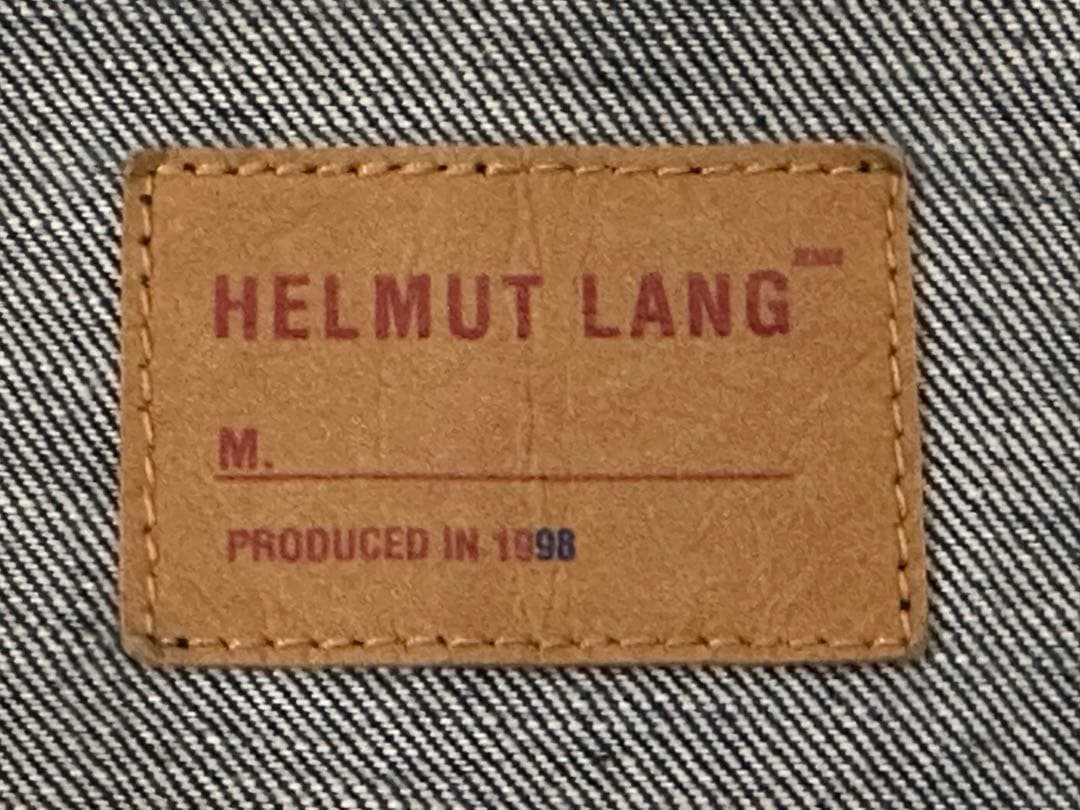 HELMUT LANG
M.
PRODUCED IN 1998